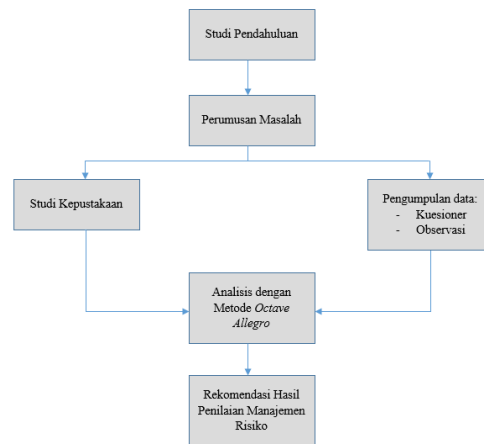 Studi Pendahuluan
Perumusan Masalah
Studi Kepustakaan
Pengumpulan data:
- Kuesioner
- Observasi
Analisis dengan
Metode Octave
Allegro
Rekomendasi Hasil
Penilaian Manajemen
Risiko